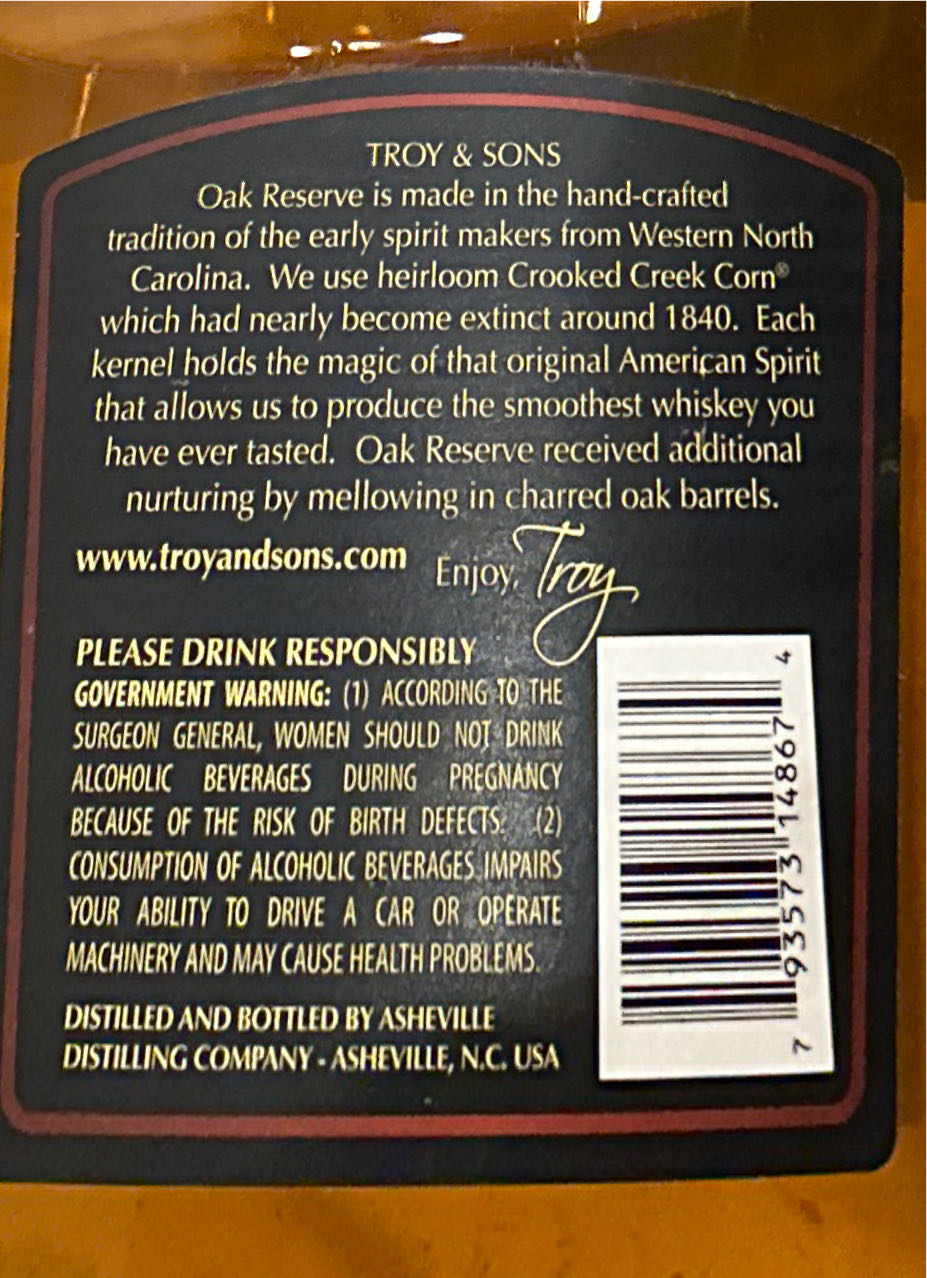 TROY & SONS
Oak Reserve is made in the hand-crafted
tradition of the early spirit makers from Western North
Carolina. We use heirloom Crooked Creek Corn®
which had nearly become extinct around 1840. Each
kernel holds the magic of that original American Spirit
that allows us to produce the smoothest whiskey you
have ever tasted. Oak Reserve received additional
nurturing by mellowing in charred oak barrels.
www.troyandsons.com Enjoy, Troy
PLEASE DRINK RESPONSIBLY
GOVERNMENT WARNING: (1) ACCORDING TO THE
SURGEON GENERAL, WOMEN SHOULD NOT DRINK
ALCOHOLIC BEVERAGES DURING PREGNANCY
BECAUSE OF THE RISK OF BIRTH DEFECTS. (2)
CONSUMPTION OF ALCOHOLIC BEVERAGES IMPAIRS
YOUR ABILITY TO DRIVE A CAR OR OPERATE
MACHINERY AND MAY CAUSE HEALTH PROBLEMS.
DISTILLED AND BOTTLED BY ASHEVILLE
DISTILLING COMPANY - ASHEVILLE, N.C. USA
7 93573 14867 4